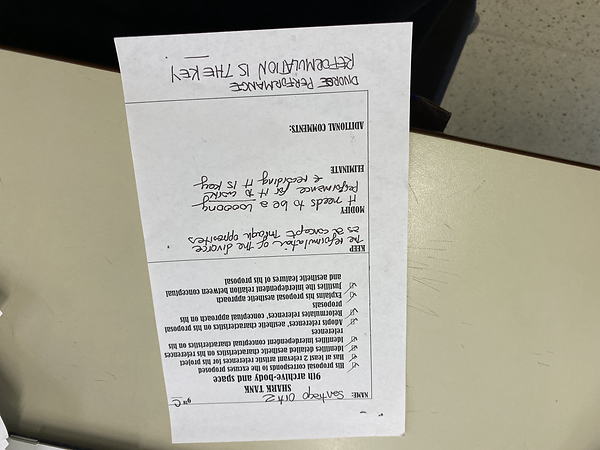 NAME: Santiago Ortiz 9th C
SHARK TANK
9th archive-body and space
His proposal corresponds to the excuses proposed
Has at least 2 relevant artistic references for his project
Identifies detailed aesthetic characteristics on his references
Identifies interdependent conceptual characteristics on his
references
Adopts references' aesthetic characteristics on his proposal
Reformulates references' conceptual approach on his
proposals
Explains his proposal aesthetic approach
Justifies the interdependent relation between conceptual
and aesthetic features of his proposal
KEEP
The reformulation of the divorce
as a concept through opposites
MODIFY
It needs to be a looooong
performance for it to work
& recording it is key
ELIMINATE
ADITIONAL COMMENTS:
DIVORSE PERFORMANCE
REFORMULATION IS THE KEY